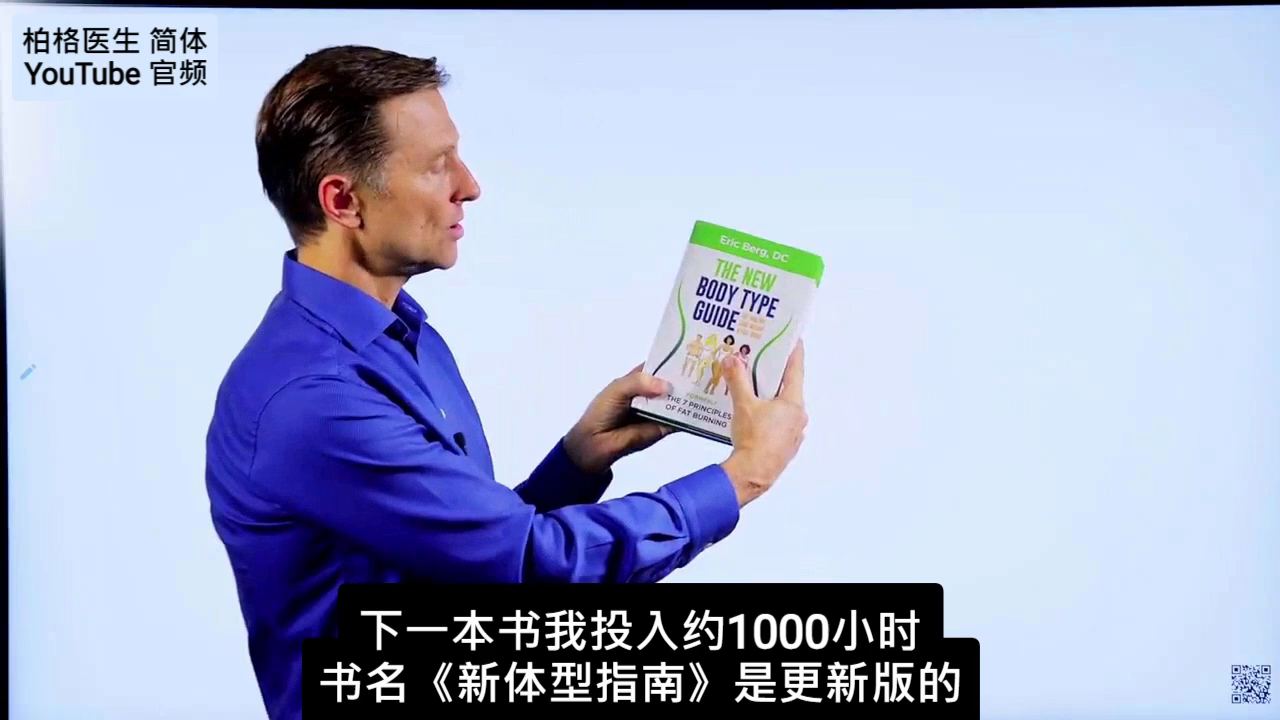 柏格医生 简体
YouTube 官频
Eric Berg, DC
THE NEW
BODY TYPE
GUIDE
FORMERLY
THE 7 PRINCIPLES
OF FAT BURNING
下一本书我投入约1000小时
书名《新体型指南》是更新版的